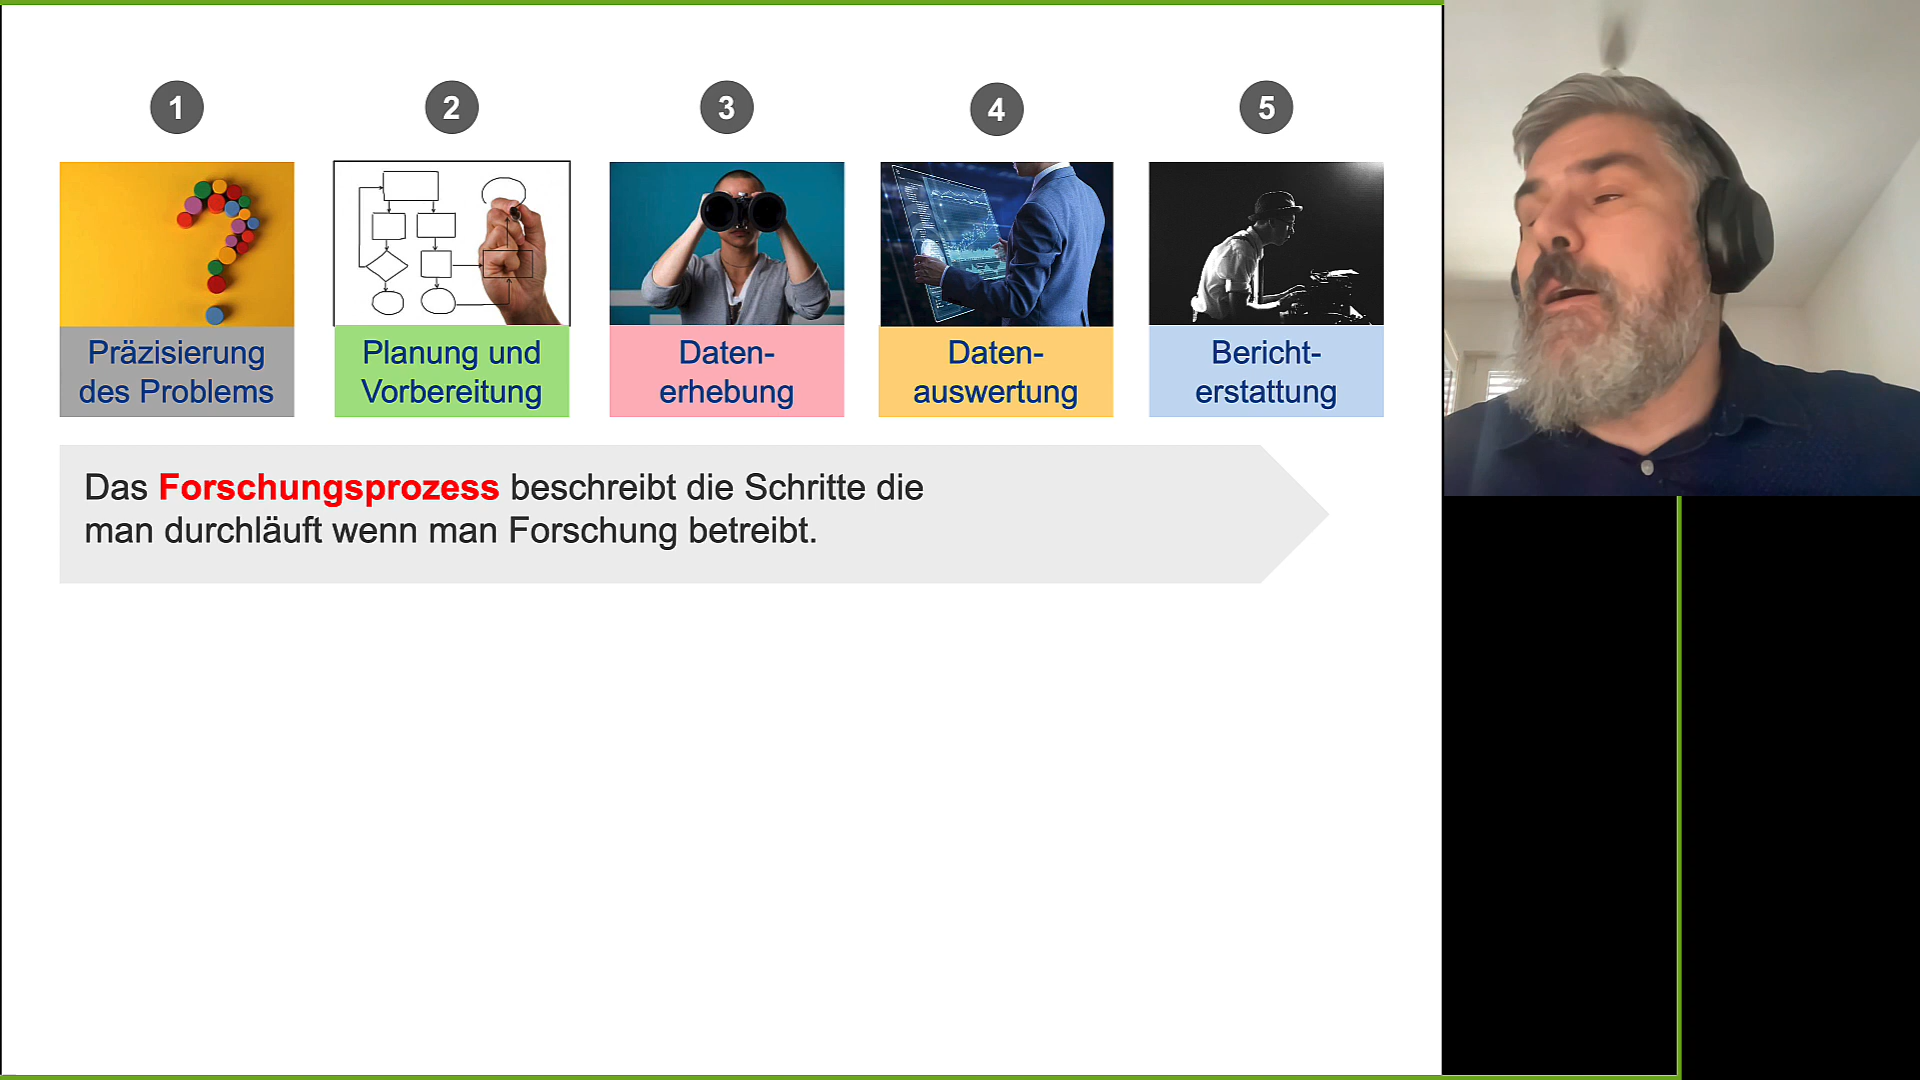 1
2
3
4
5
Präzisierung
des Problems
Planung und
Vorbereitung
Daten-
erhebung
Daten-
auswertung
Bericht-
erstattung
Das Forschungsprozess beschreibt die Schritte die
man durchläuft wenn man Forschung betreibt.